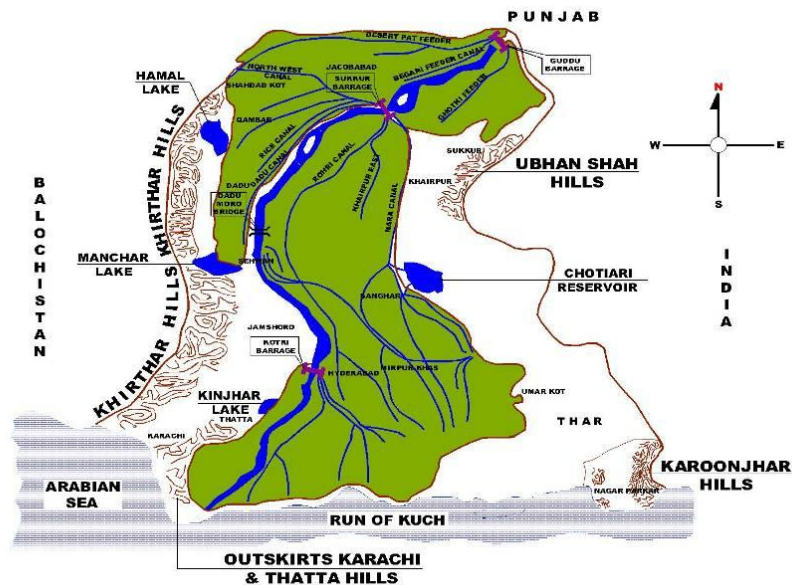 PUNJAB
DESERT PAT FEEDER
GUDDU
BARRAGE
NORTH WEST
CANAL
JACOBABAD
SUKKUR
BARRAGE
BEGARI FEEDER CANAL
GHOTKI FEEDER
SHAHDAD KOT
HAMAL
LAKE
QAMBAR
RICE CANAL
DADU CANAL
ROHRI CANAL
KHAIRPUR EAST
NARA CANAL
SUKKUR
KHAIRPUR
UBHAN SHAH
HILLS
N
W
E
S
KHIRTHAR HILLS KHIRTHAR HILLS
BALOCHISTAN
INDIA
DADU
DADU
MORO
BRIDGE
SEHWAN
MANCHAR
LAKE
CHOTIARI
RESERVOIR
SANGHAR
JAMSHORD
KOTRI
BARRAGE
HYDERABAD
MIRPUR KHAS
UMAR KOT
KINJHAR
LAKE
THATTA
THAR
KARACHI
KAROONJHAR
HILLS
NAGAR PARKAR
ARABIAN
SEA
RUN OF KUCH
OUTSKIRTS KARACHI
& THATTA HILLS